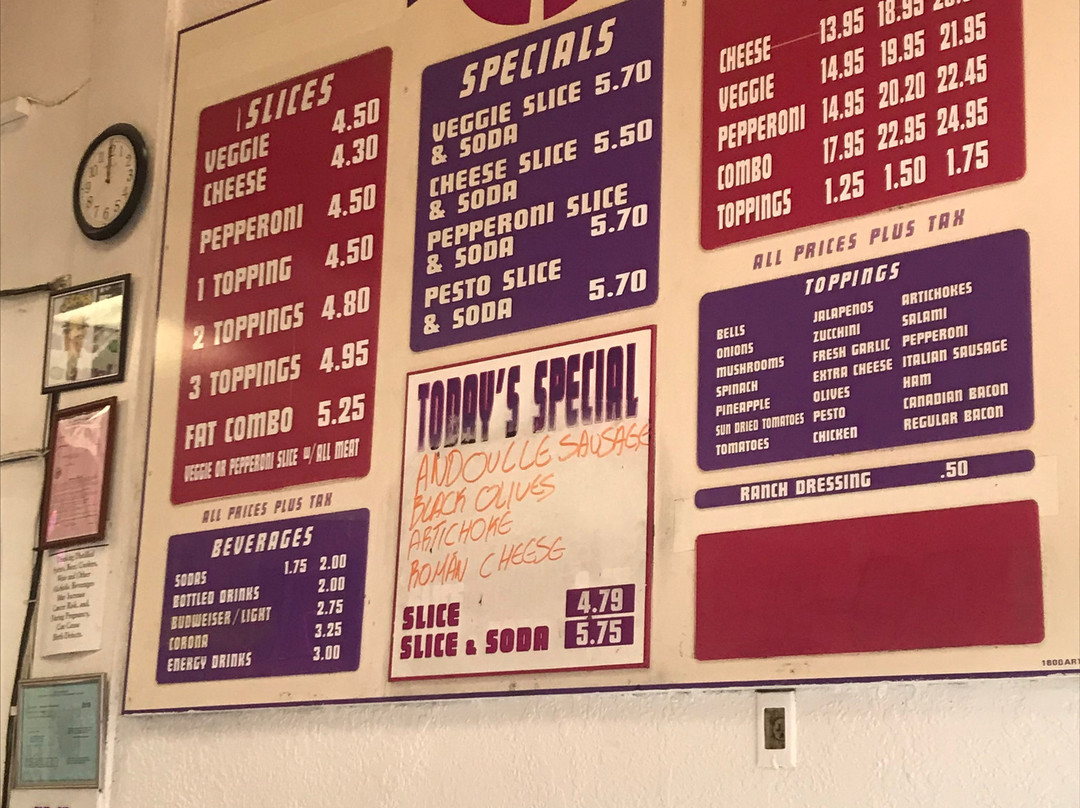 SLICES
VEGGIE 4.50
CHEESE 4.30
PEPPERONI 4.50
1 TOPPING 4.50
2 TOPPINGS 4.80
3 TOPPINGS 4.95
FAT COMBO 5.25
VEGGIE OR PEPPERONI SLICE W/ALL MEAT
ALL PRICES PLUS TAX
BEVERAGES
SODAS 1.75 2.00
BOTTLED DRINKS 2.00
BUDWEISER/LIGHT 2.75
CORONA 3.25
ENERGY DRINKS 3.00
SPECIALS
VEGGIE SLICE 5.70
& SODA
CHEESE SLICE 5.50
& SODA
PEPPERONI SLICE
& SODA 5.70
PESTO SLICE
& SODA 5.70
TODAY'S SPECIAL
ANDOULLE SAUSAGE
BLACK OLIVES
ARTICHOKE
ROMAN CHEESE
SLICE 4.79
SLICE & SODA 5.75
CHEESE 13.95 18.95
VEGGIE 14.95 19.95 21.95
PEPPERONI 14.95 20.20 22.45
COMBO 17.95 22.95 24.95
TOPPINGS 1.25 1.50 1.75
ALL PRICES PLUS TAX
TOPPINGS
BELLS
ONIONS
MUSHROOMS
SPINACH
PINEAPPLE
SUN DRIED TOMATOES
TOMATOES
JALAPENOS
ZUCCHINI
FRESH GARLIC
EXTRA CHEESE
OLIVES
PESTO
CHICKEN
ARTICHOKES
SALAMI
PEPPERONI
ITALIAN SAUSAGE
HAM
CANADIAN BACON
REGULAR BACON
RANCH DRESSING .50
1800ART